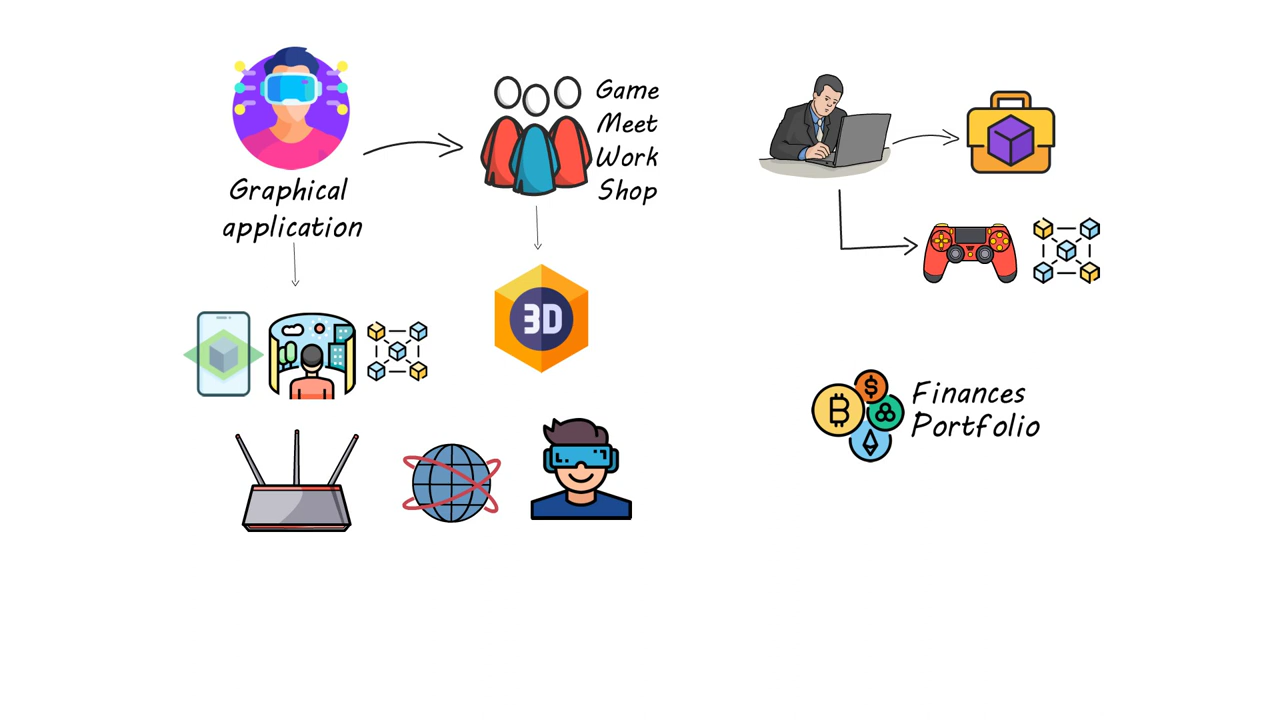 Graphical
application
Game
Meet
Work
Shop
3D
Finances
Portfolio